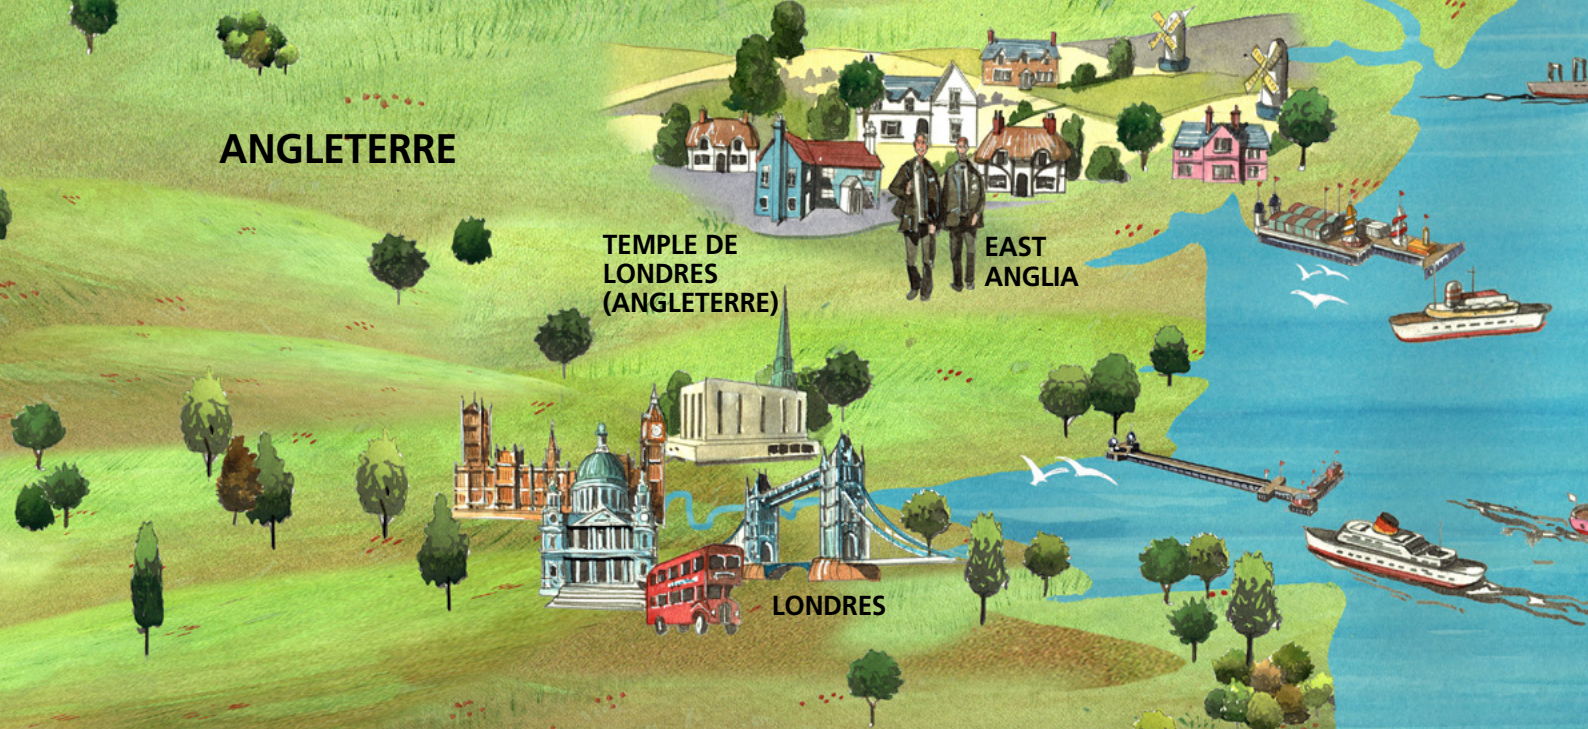 ANGLETERRE
TEMPLE DE
LONDRES
(ANGLETERRE)
EAST
ANGLIA
LONDRES